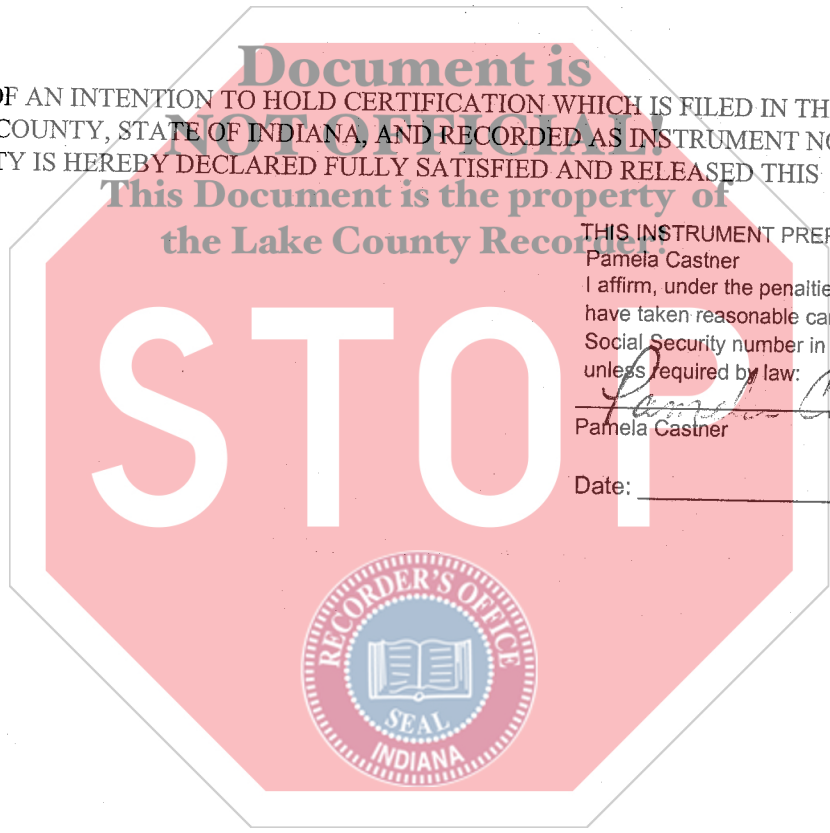 Document is
OF AN INTENTION TO HOLD CERTIFICATION WHICH IS FILED IN TH
NOT OFFICIAL!
COUNTY, STATE OF INDIANA, AND RECORDED AS INSTRUMENT NO
TY IS HEREBY DECLARED FULLY SATISFIED AND RELEASED THIS
This Document is the property of
the Lake County Recorder!
THIS INSTRUMENT PREP
Pamela Castner
I affirm, under the penaltie
have taken reasonable car
Social Security number in
unless required by law:
Pamela C
Pamela Castner
Date:
STOP
RECORDER'S OFFICE
SEAL
INDIANA